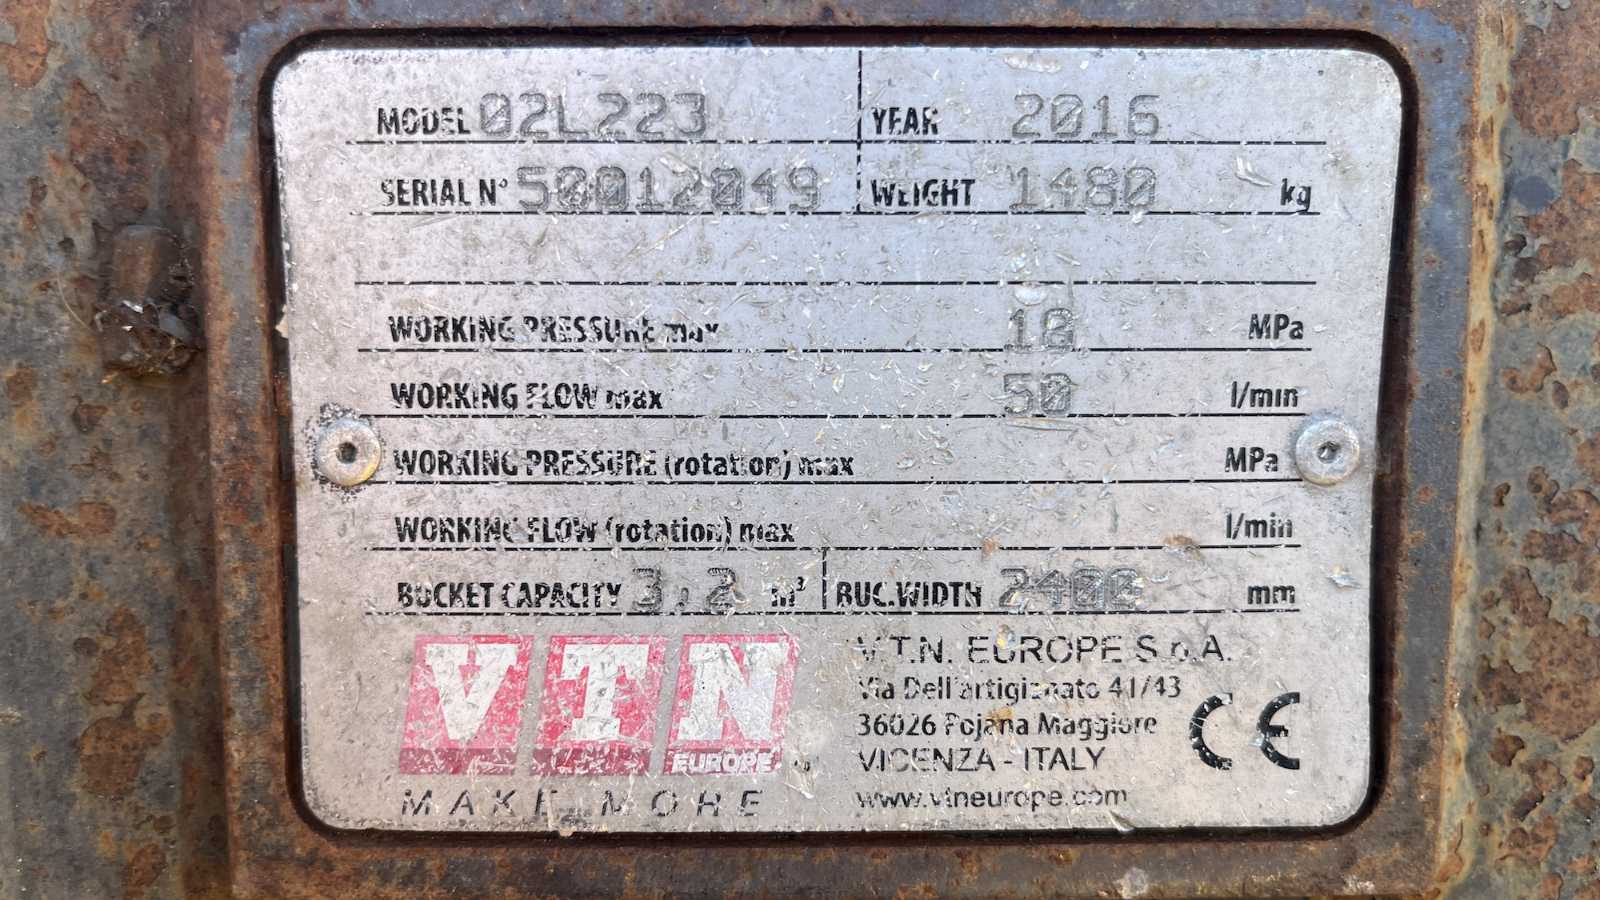 MODEL 02L223 YEAR 2016
SERIAL N° 50012049 WEIGHT 1480 kg
WORKING PRESSURE max 18 MPa
WORKING FLOW max 50 l/min
WORKING PRESSURE (rotation) max MPa
WORKING FLOW (rotation) max l/min
BUCKET CAPACITY 3,2 m³ BUC.WIDTH 2400 mm
VTN
EUROPE
MAKE MORE
V.T.N. EUROPE S.p.A.
Via Dell'artigianato 41/43
36026 Pojana Maggiore
VICENZA - ITALY
www.vtneurope.com
CE